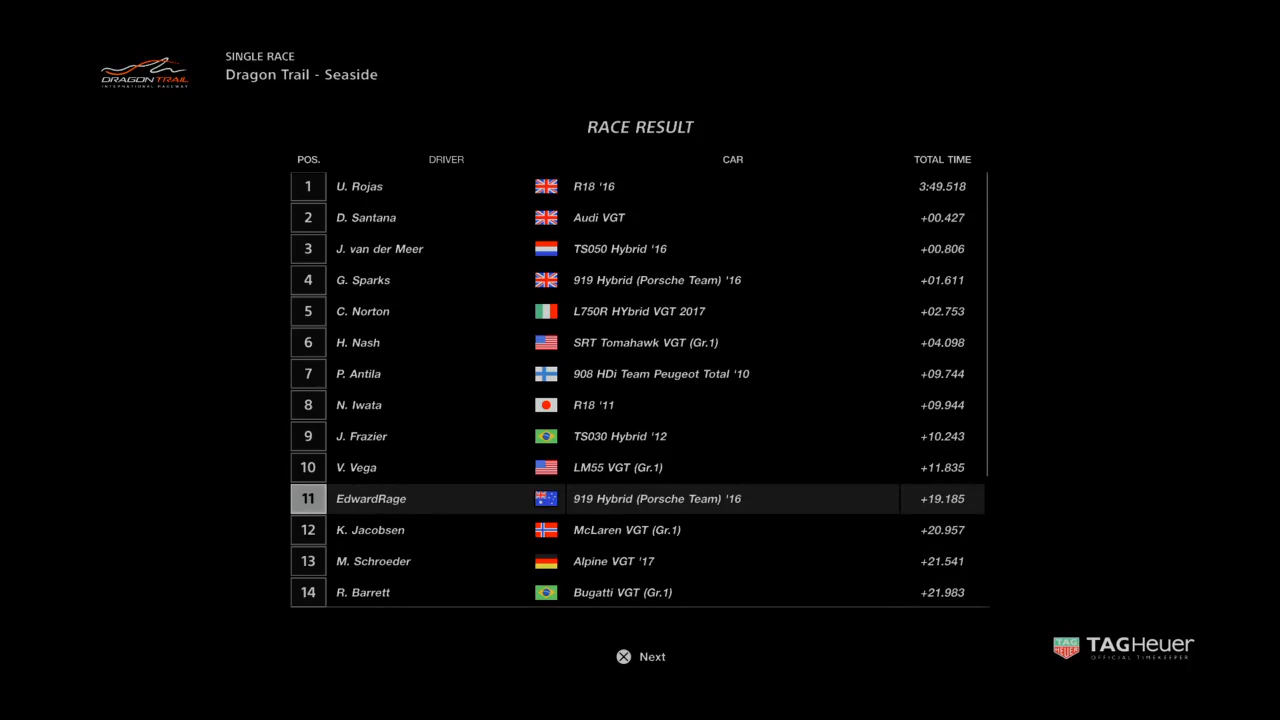 SINGLE RACE
Dragon Trail - Seaside
DRAGON TRAIL
INTERNATIONAL RACEWAY
RACE RESULT
POS. DRIVER CAR TOTAL TIME
1 U. Rojas R18 '16 3:49.518
2 D. Santana Audi VGT +00.427
3 J. van der Meer TS050 Hybrid '16 +00.806
4 G. Sparks 919 Hybrid (Porsche Team) '16 +01.611
5 C. Norton L750R HYbrid VGT 2017 +02.753
6 H. Nash SRT Tomahawk VGT (Gr.1) +04.098
7 P. Antila 908 HDi Team Peugeot Total '10 +09.744
8 N. Iwata R18 '11 +09.944
9 J. Frazier TS030 Hybrid '12 +10.243
10 V. Vega LM55 VGT (Gr.1) +11.835
11 EdwardRage 919 Hybrid (Porsche Team) '16 +19.185
12 K. Jacobsen McLaren VGT (Gr.1) +20.957
13 M. Schroeder Alpine VGT '17 +21.541
14 R. Barrett Bugatti VGT (Gr.1) +21.983
TAG HEUER TAGHeuer
OFFICIAL TIMEKEEPER
Next